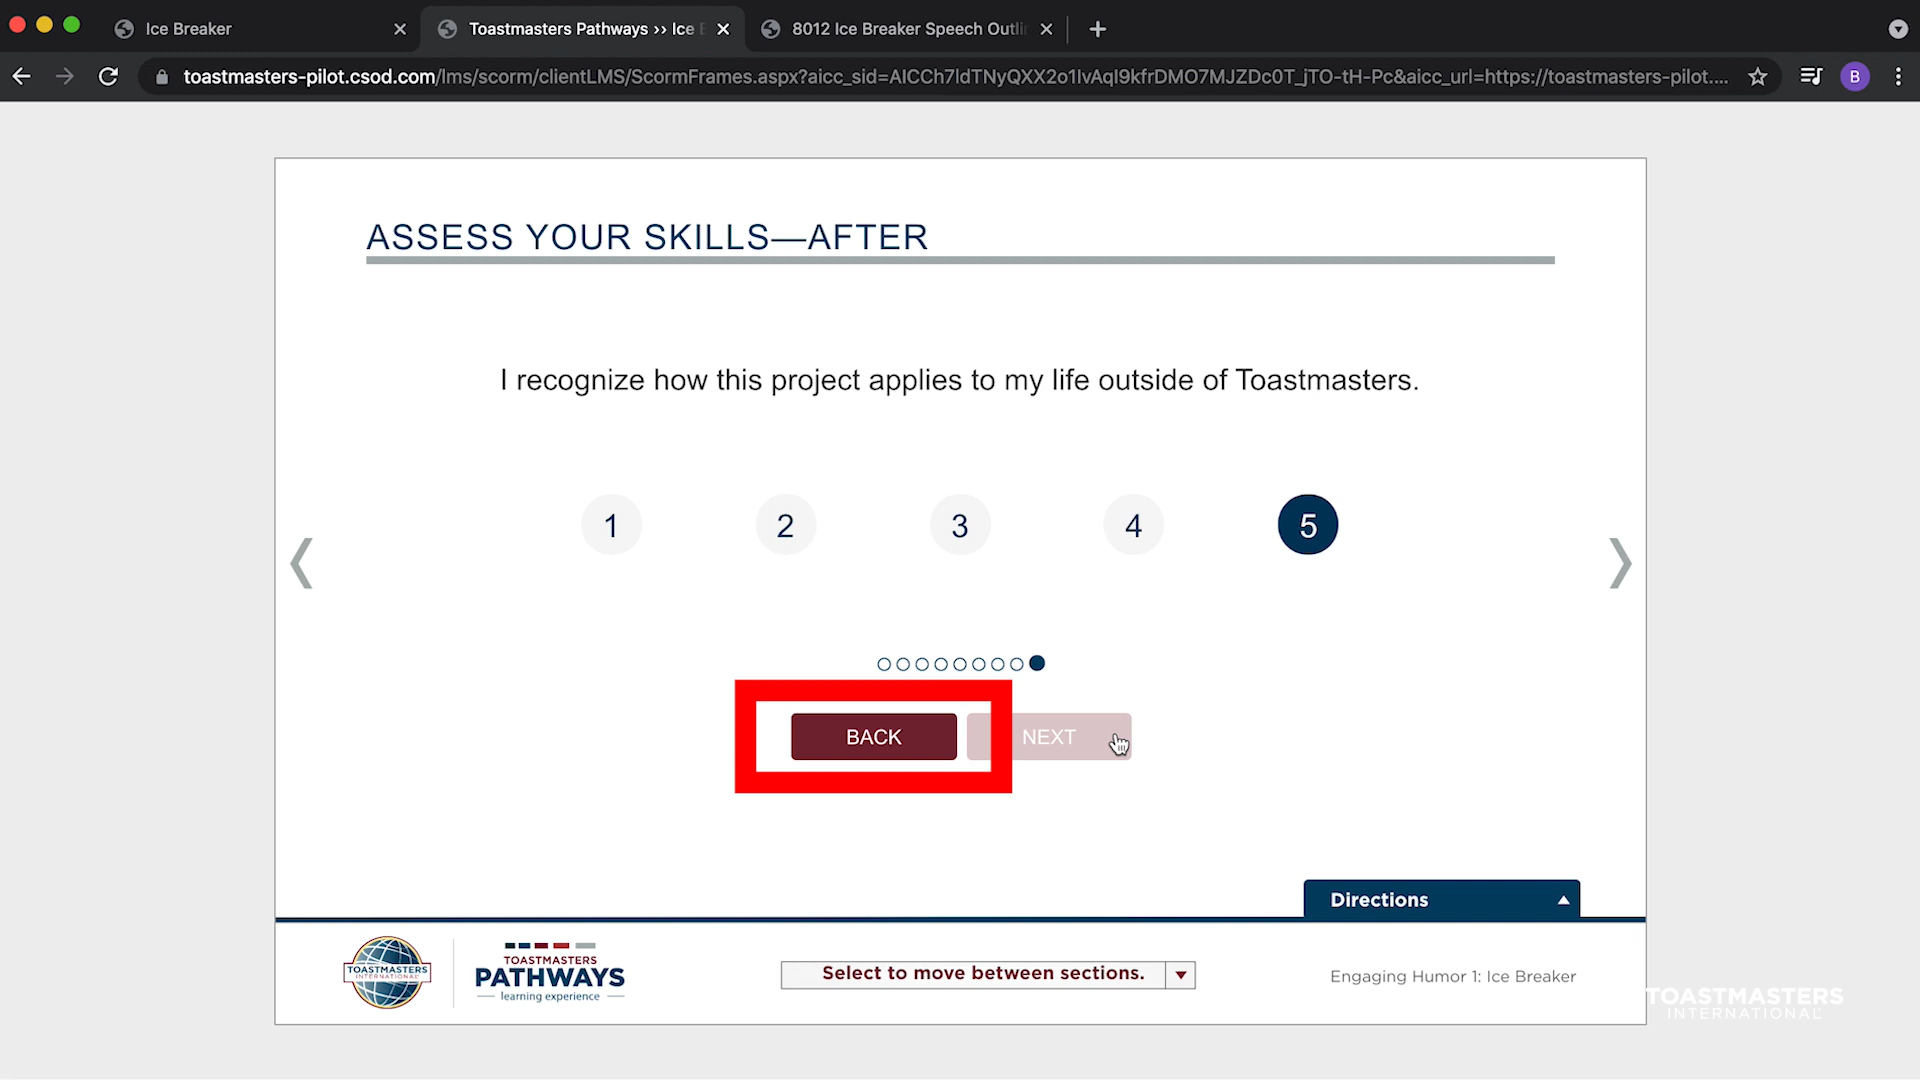 Ice Breaker
Toastmasters Pathways >> Ice B
8012 Ice Breaker Speech Outli
toastmasters-pilot.csod.com/lms/scorm/clientLMS/ScormFrames.aspx?aicc_sid=AICCh7ldTNyQXX2o1lvAqI9kfrDMO7MJZDc0T_jTO-tH-Pc&aicc_url=https://toastmasters-pilot....
B
ASSESS YOUR SKILLS—AFTER
I recognize how this project applies to my life outside of Toastmasters.
1 2 3 4 5
BACK NEXT
Directions
TOASTMASTERS
INTERNATIONAL
TOASTMASTERS
PATHWAYS
learning experience
Select to move between sections.
Engaging Humor 1: Ice Breaker
TOASTMASTERS
INTERNATIONAL